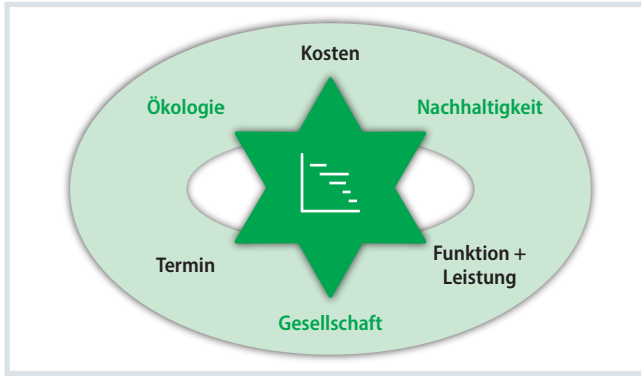 Kosten
Ökologie
Nachhaltigkeit
Termin
Funktion +
Leistung
Gesellschaft